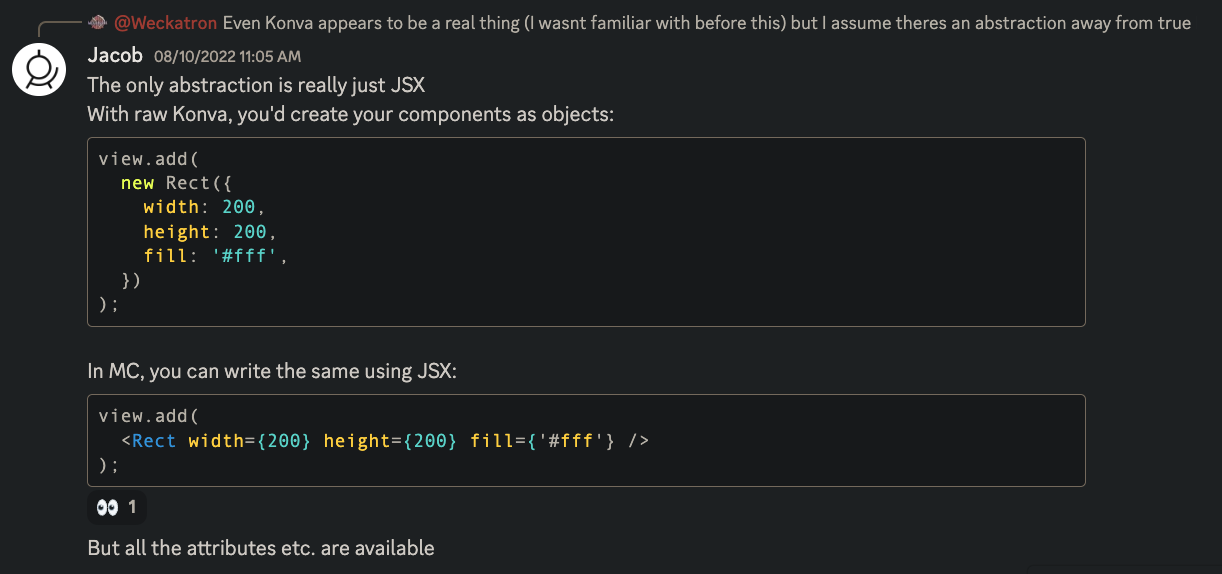 @Weckatron Even Konva appears to be a real thing (I wasnt familiar with before this) but I assume theres an abstraction away from true
Jacob 08/10/2022 11:05 AM
The only abstraction is really just JSX
With raw Konva, you'd create your components as objects:
view.add(
  new Rect({
    width: 200,
    height: 200,
    fill: '#fff',
  })
);
In MC, you can write the same using JSX:
view.add(
  <Rect width={200} height={200} fill={'#fff'} />
);
👀 1
But all the attributes etc. are available